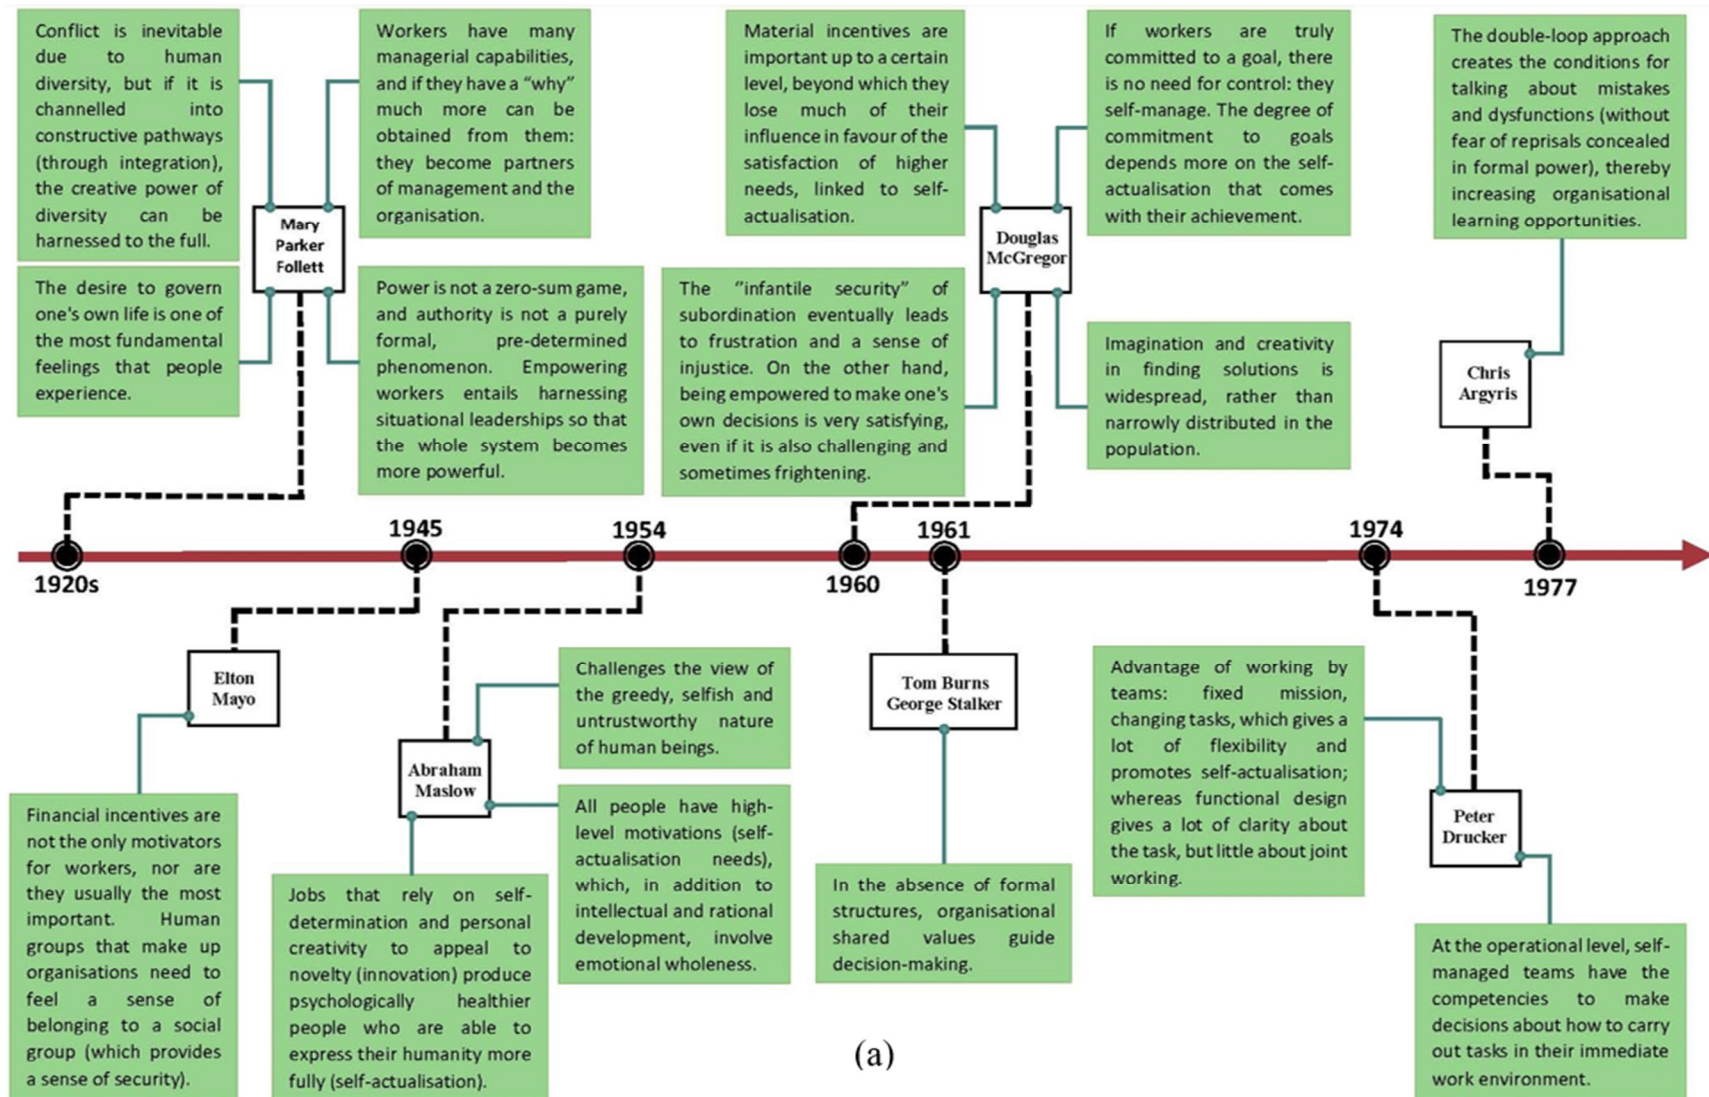 Conflict is inevitable
due to human
diversity, but if it is
channelled into
constructive pathways
(through integration),
the creative power of
diversity can be
harnessed to the full.
Workers have many
managerial capabilities,
and if they have a “why”
much more can be
obtained from them:
they become partners
of management and the
organisation.
Mary
Parker
Follett
The desire to govern
one's own life is one of
the most fundamental
feelings that people
experience.
Power is not a zero-sum game,
and authority is not a purely
formal, pre-determined
phenomenon. Empowering
workers entails harnessing
situational leaderships so that
the whole system becomes
more powerful.
Material incentives are
important up to a certain
level, beyond which they
lose much of their
influence in favour of the
satisfaction of higher
needs, linked to self-
actualisation.
If workers are truly
committed to a goal, there
is no need for control: they
self-manage. The degree of
commitment to goals
depends more on the self-
actualisation that comes
with their achievement.
Douglas
McGregor
The “infantile security” of
subordination eventually leads
to frustration and a sense of
injustice. On the other hand,
being empowered to make one's
own decisions is very satisfying,
even if it is also challenging and
sometimes frightening.
Imagination and creativity
in finding solutions is
widespread, rather than
narrowly distributed in the
population.
The double-loop approach
creates the conditions for
talking about mistakes
and dysfunctions (without
fear of reprisals concealed
in formal power), thereby
increasing organisational
learning opportunities.
Chris
Argyris
1920s
1945
1954
1960
1961
1974
1977
Elton
Mayo
Financial incentives are
not the only motivators
for workers, nor are
they usually the most
important. Human
groups that make up
organisations need to
feel a sense of
belonging to a social
group (which provides
a sense of security).
Abraham
Maslow
Challenges the view of
the greedy, selfish and
untrustworthy nature
of human beings.
All people have high-
level motivations (self-
actualisation needs),
which, in addition to
intellectual and rational
development, involve
emotional wholeness.
Jobs that rely on self-
determination and personal
creativity to appeal to
novelty (innovation) produce
psychologically healthier
people who are able to
express their humanity more
fully (self-actualisation).
Tom Burns
George Stalker
In the absence of formal
structures, organisational
shared values guide
decision-making.
Advantage of working by
teams: fixed mission,
changing tasks, which gives a
lot of flexibility and
promotes self-actualisation;
whereas functional design
gives a lot of clarity about
the task, but little about joint
working.
Peter
Drucker
At the operational level, self-
managed teams have the
competencies to make
decisions about how to carry
out tasks in their immediate
work environment.
(a)